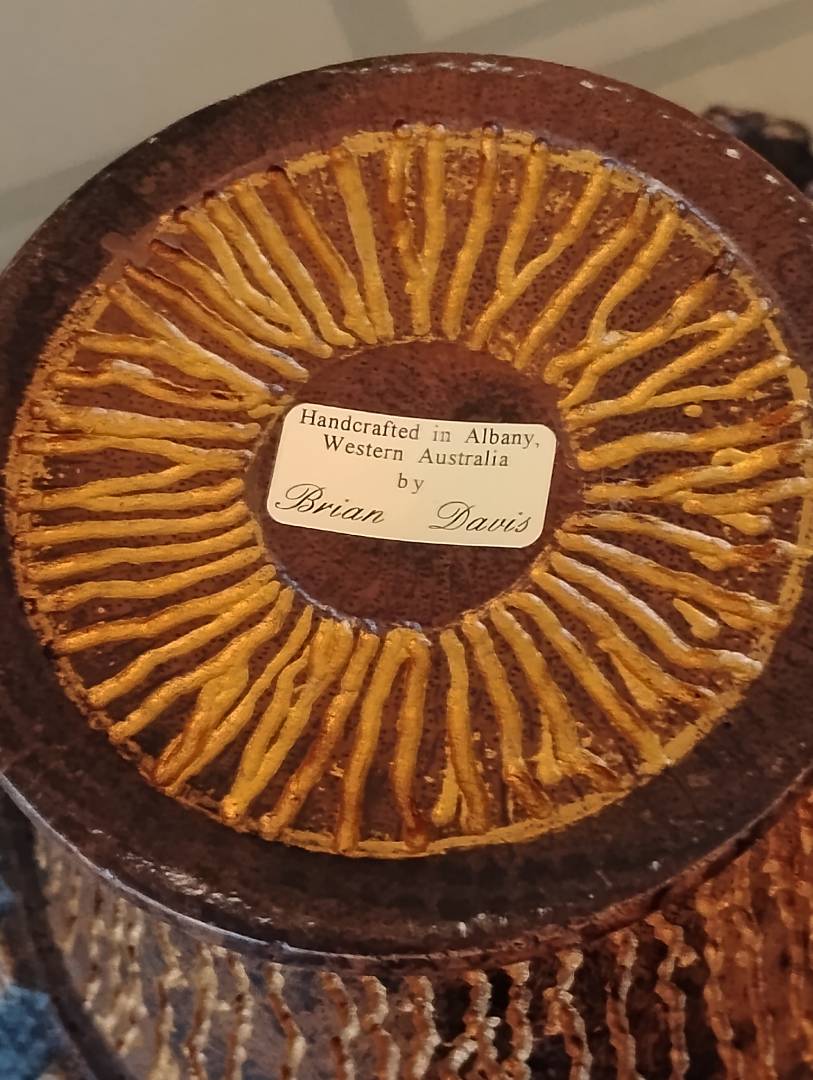 Handcrafted in Albany,
Western Australia
by
Brian Davis